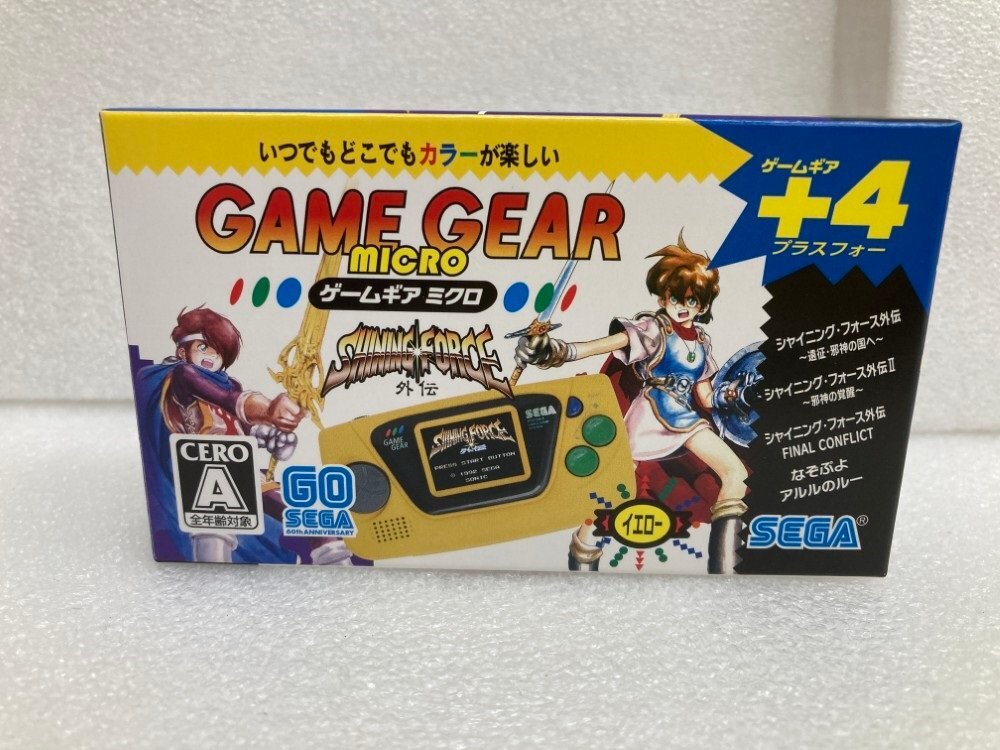 いつでもどこでもカラーが楽しい
GAME GEAR
MICRO
ゲームギア ミクロ
SHINING FORCE
外伝
ゲームギア
+4
プラスフォー
シャイニング・フォース外伝
～遠征・邪神の国へ～
シャイニング・フォース外伝Ⅱ
～邪神の覚醒～
シャイニング・フォース外伝
FINAL CONFLICT
なぞぷよ
アルルのルー
SEGA®
CERO
A
全年齢対象
GO
SEGA
60th ANNIVERSARY
GAME
GEAR
SEGA
SHINING FORCE
外伝
PRESS START BUTTON
© 1992 SEGA
SONIC
イエロー